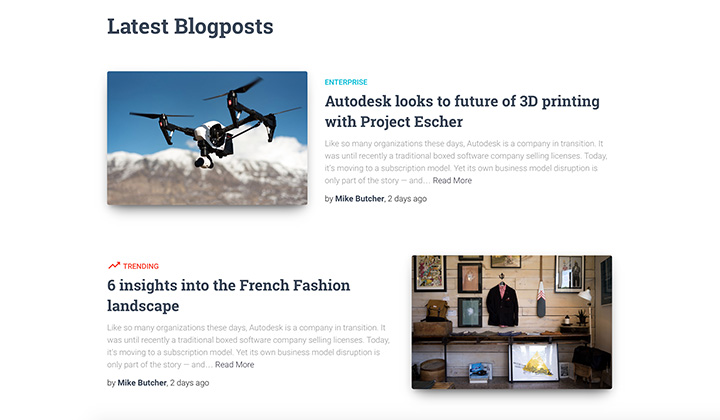 Latest Blogposts
ENTERPRISE
Autodesk looks to future of 3D printing
with Project Escher
Like so many organizations these days, Autodesk is a company in transition. It
was until recently a traditional boxed software company selling licenses. Today,
it's moving to a subscription model. Yet its own business model disruption is
only part of the story — and... Read More
by Mike Butcher, 2 days ago
TRENDING
6 insights into the French Fashion
landscape
Like so many organizations these days, Autodesk is a company in transition. It
was until recently a traditional boxed software company selling licenses. Today,
it's moving to a subscription model. Yet its own business model disruption is
only part of the story — and... Read More
by Mike Butcher, 2 days ago